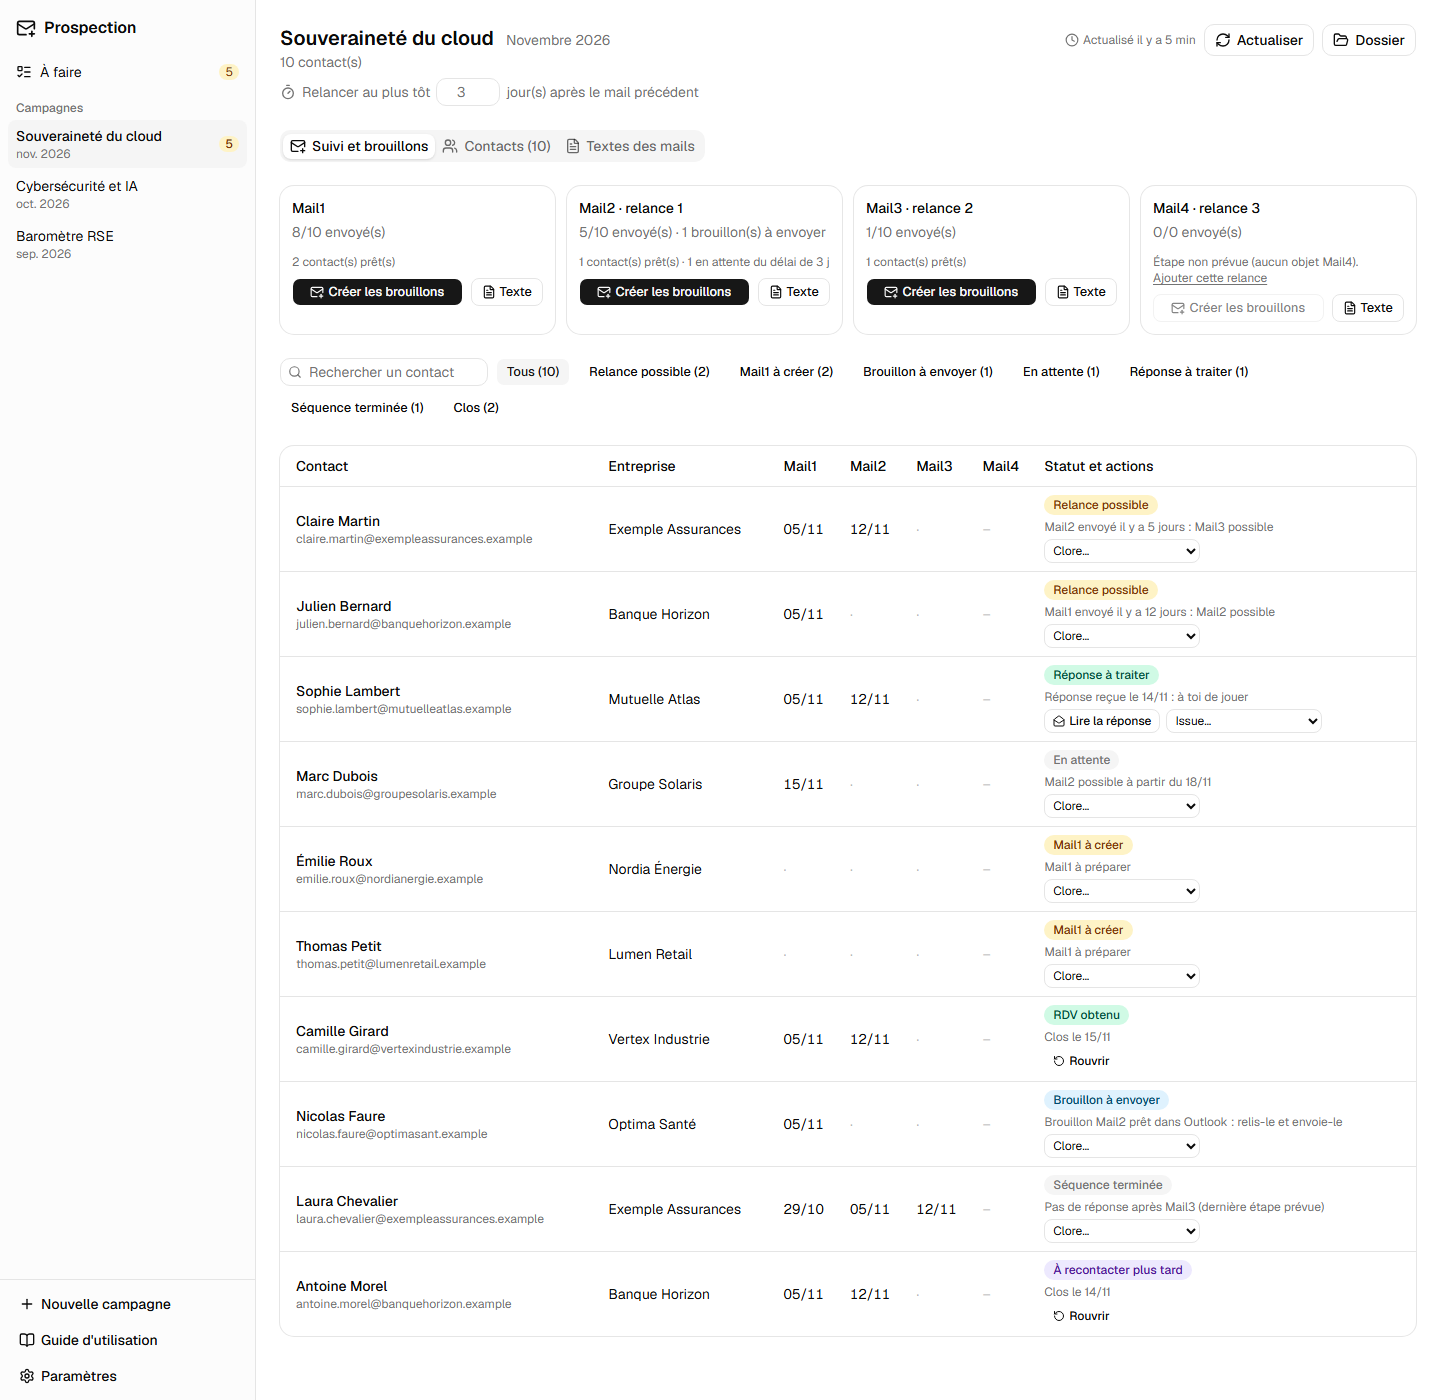 Prospection
À faire 5
Campagnes
Souveraineté du cloud
nov. 2026
5
Cybersécurité et IA
oct. 2026
Baromètre RSE
sep. 2026
Nouvelle campagne
Guide d'utilisation
Paramètres
Souveraineté du cloud Novembre 2026
10 contact(s)
Relancer au plus tôt 3 jour(s) après le mail précédent
Actualisé il y a 5 min Actualiser Dossier
Suivi et brouillons Contacts (10) Textes des mails
Mail1
8/10 envoyé(s)
2 contact(s) prêt(s)
Créer les brouillons Texte
Mail2 · relance 1
5/10 envoyé(s) · 1 brouillon(s) à envoyer
1 contact(s) prêt(s) · 1 en attente du délai de 3 j
Créer les brouillons Texte
Mail3 · relance 2
1/10 envoyé(s)
1 contact(s) prêt(s)
Créer les brouillons Texte
Mail4 · relance 3
0/0 envoyé(s)
Étape non prévue (aucun objet Mail4).
Ajouter cette relance
Créer les brouillons Texte
Rechercher un contact Tous (10) Relance possible (2) Mail1 à créer (2) Brouillon à envoyer (1) En attente (1) Réponse à traiter (1)
Séquence terminée (1) Clos (2)
Contact Entreprise Mail1 Mail2 Mail3 Mail4 Statut et actions
Claire Martin
claire.martin@exempleassurances.example
Exemple Assurances 05/11 12/11 · –
Relance possible
Mail2 envoyé il y a 5 jours : Mail3 possible
Clore...
Julien Bernard
julien.bernard@banquehorizon.example
Banque Horizon 05/11 · · –
Relance possible
Mail1 envoyé il y a 12 jours : Mail2 possible
Clore...
Sophie Lambert
sophie.lambert@mutuelleatlas.example
Mutuelle Atlas 05/11 12/11 · –
Réponse à traiter
Réponse reçue le 14/11 : à toi de jouer
Lire la réponse Issue...
Marc Dubois
marc.dubois@groupesolaris.example
Groupe Solaris 15/11 · · –
En attente
Mail2 possible à partir du 18/11
Clore...
Émilie Roux
emilie.roux@nordianergie.example
Nordia Énergie · · · –
Mail1 à créer
Mail1 à préparer
Clore...
Thomas Petit
thomas.petit@lumenretail.example
Lumen Retail · · · –
Mail1 à créer
Mail1 à préparer
Clore...
Camille Girard
camille.girard@vertexindustrie.example
Vertex Industrie 05/11 12/11 · –
RDV obtenu
Clos le 15/11
Rouvrir
Nicolas Faure
nicolas.faure@optimasant.example
Optima Santé 05/11 · · –
Brouillon à envoyer
Brouillon Mail2 prêt dans Outlook : relis-le et envoie-le
Clore...
Laura Chevalier
laura.chevalier@exempleassurances.example
Exemple Assurances 29/10 05/11 12/11 –
Séquence terminée
Pas de réponse après Mail3 (dernière étape prévue)
Clore...
Antoine Morel
antoine.morel@banquehorizon.example
Banque Horizon 05/11 12/11 · –
À recontacter plus tard
Clos le 14/11
Rouvrir